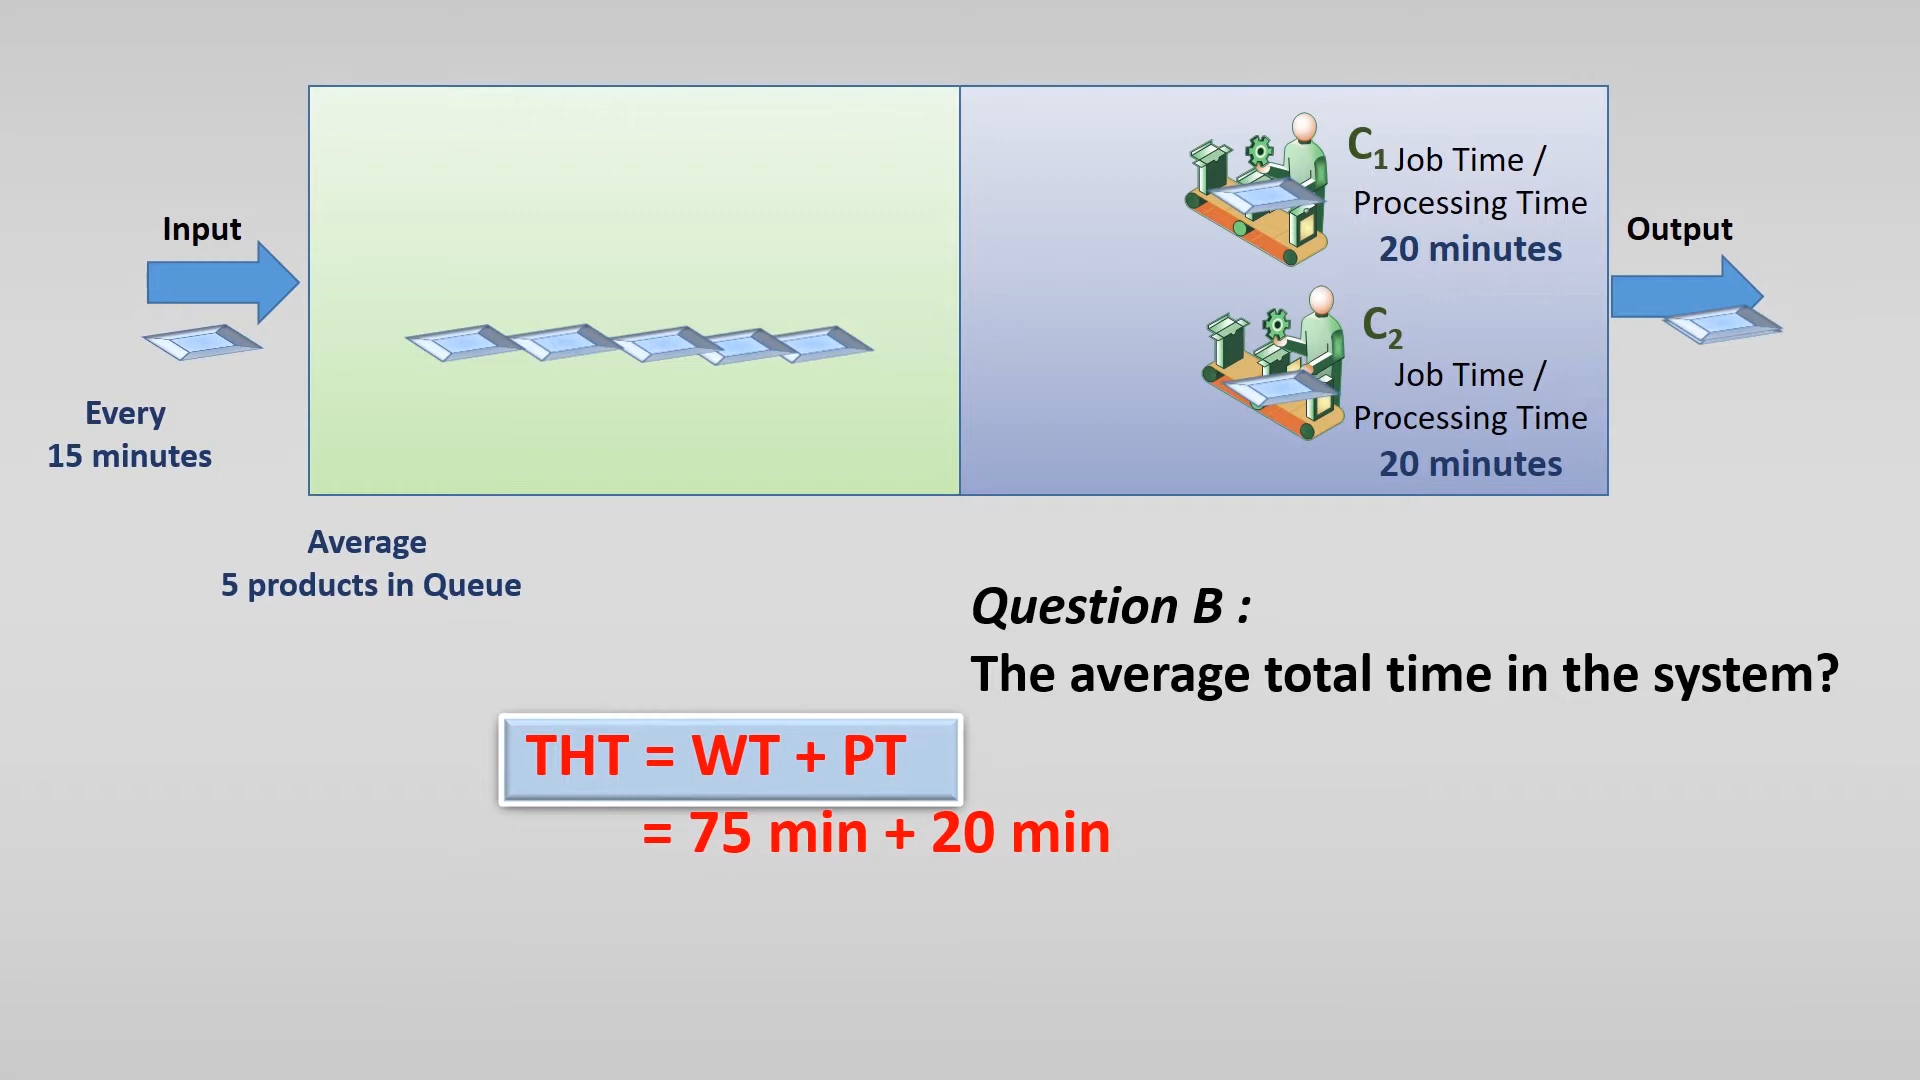 Input
Every
15 minutes
Average
5 products in Queue
C1 Job Time /
Processing Time
20 minutes
C2
Job Time /
Processing Time
20 minutes
Output
Question B :
The average total time in the system?
THT = WT + PT
= 75 min + 20 min